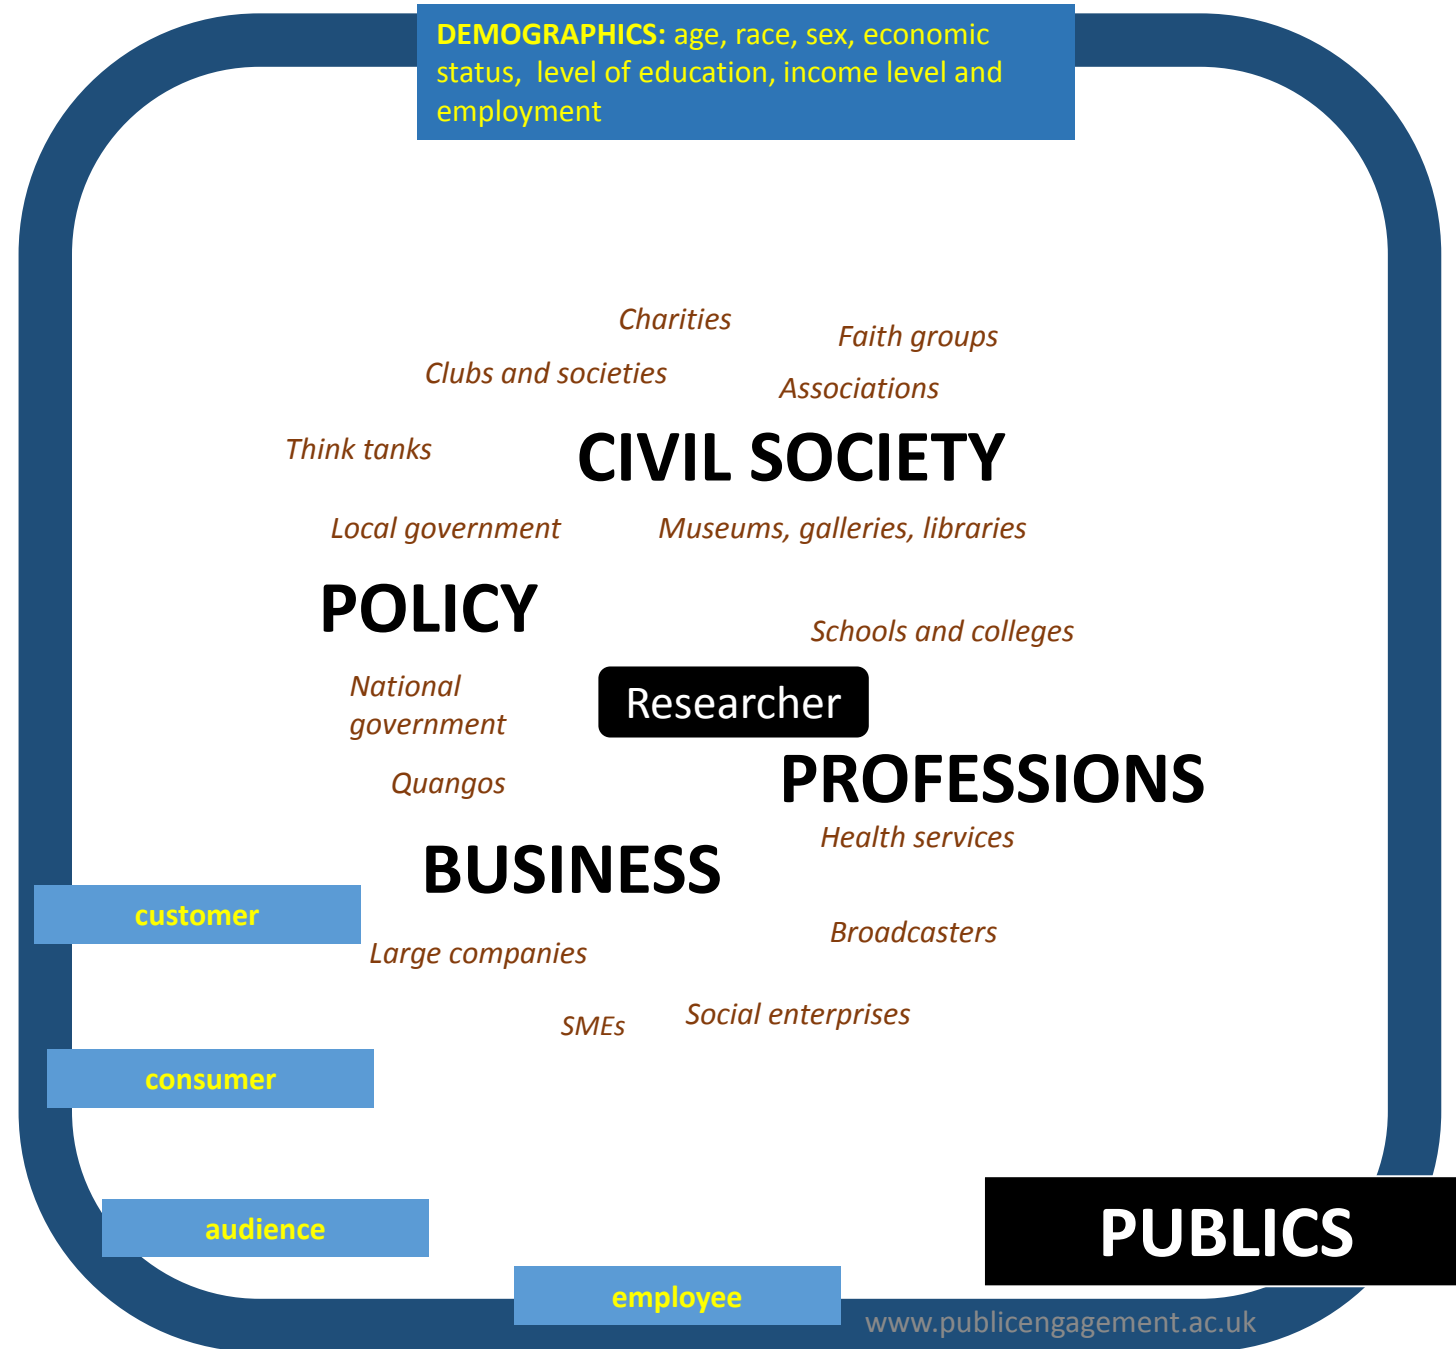 DEMOGRAPHICS: age, race, sex, economic
status, level of education, income level and
employment
Charities
Faith groups
Clubs and societies
Associations
Think tanks
CIVIL SOCIETY
Local government
Museums, galleries, libraries
POLICY
Schools and colleges
National
government
Researcher
Quangos
PROFESSIONS
Health services
BUSINESS
customer
Broadcasters
Large companies
Social enterprises
SMEs
consumer
audience
PUBLICS
employee
www.publicengagement.ac.uk